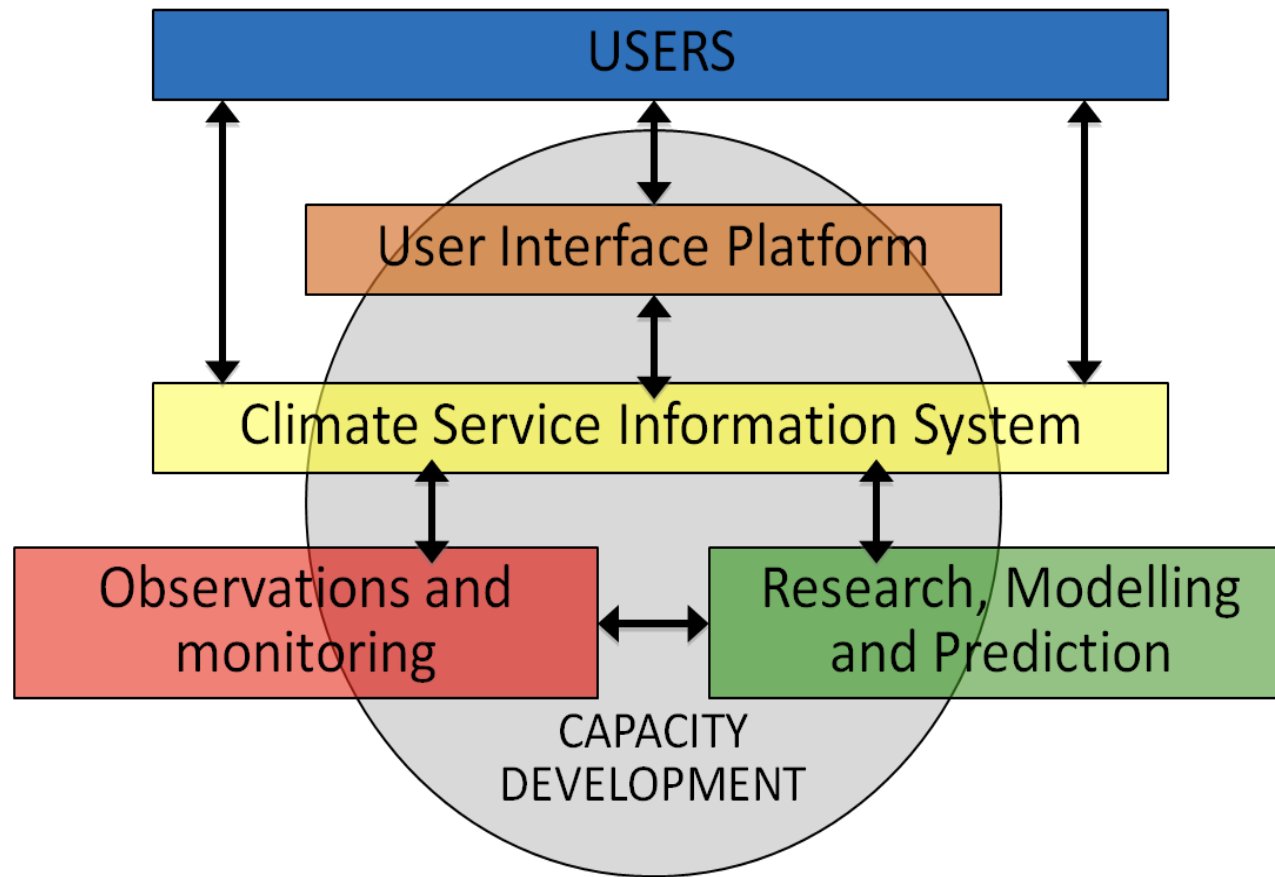 USERS
User Interface Platform
Climate Service Information System
Observations and
monitoring
Research, Modelling
and Prediction
CAPACITY
DEVELOPMENT